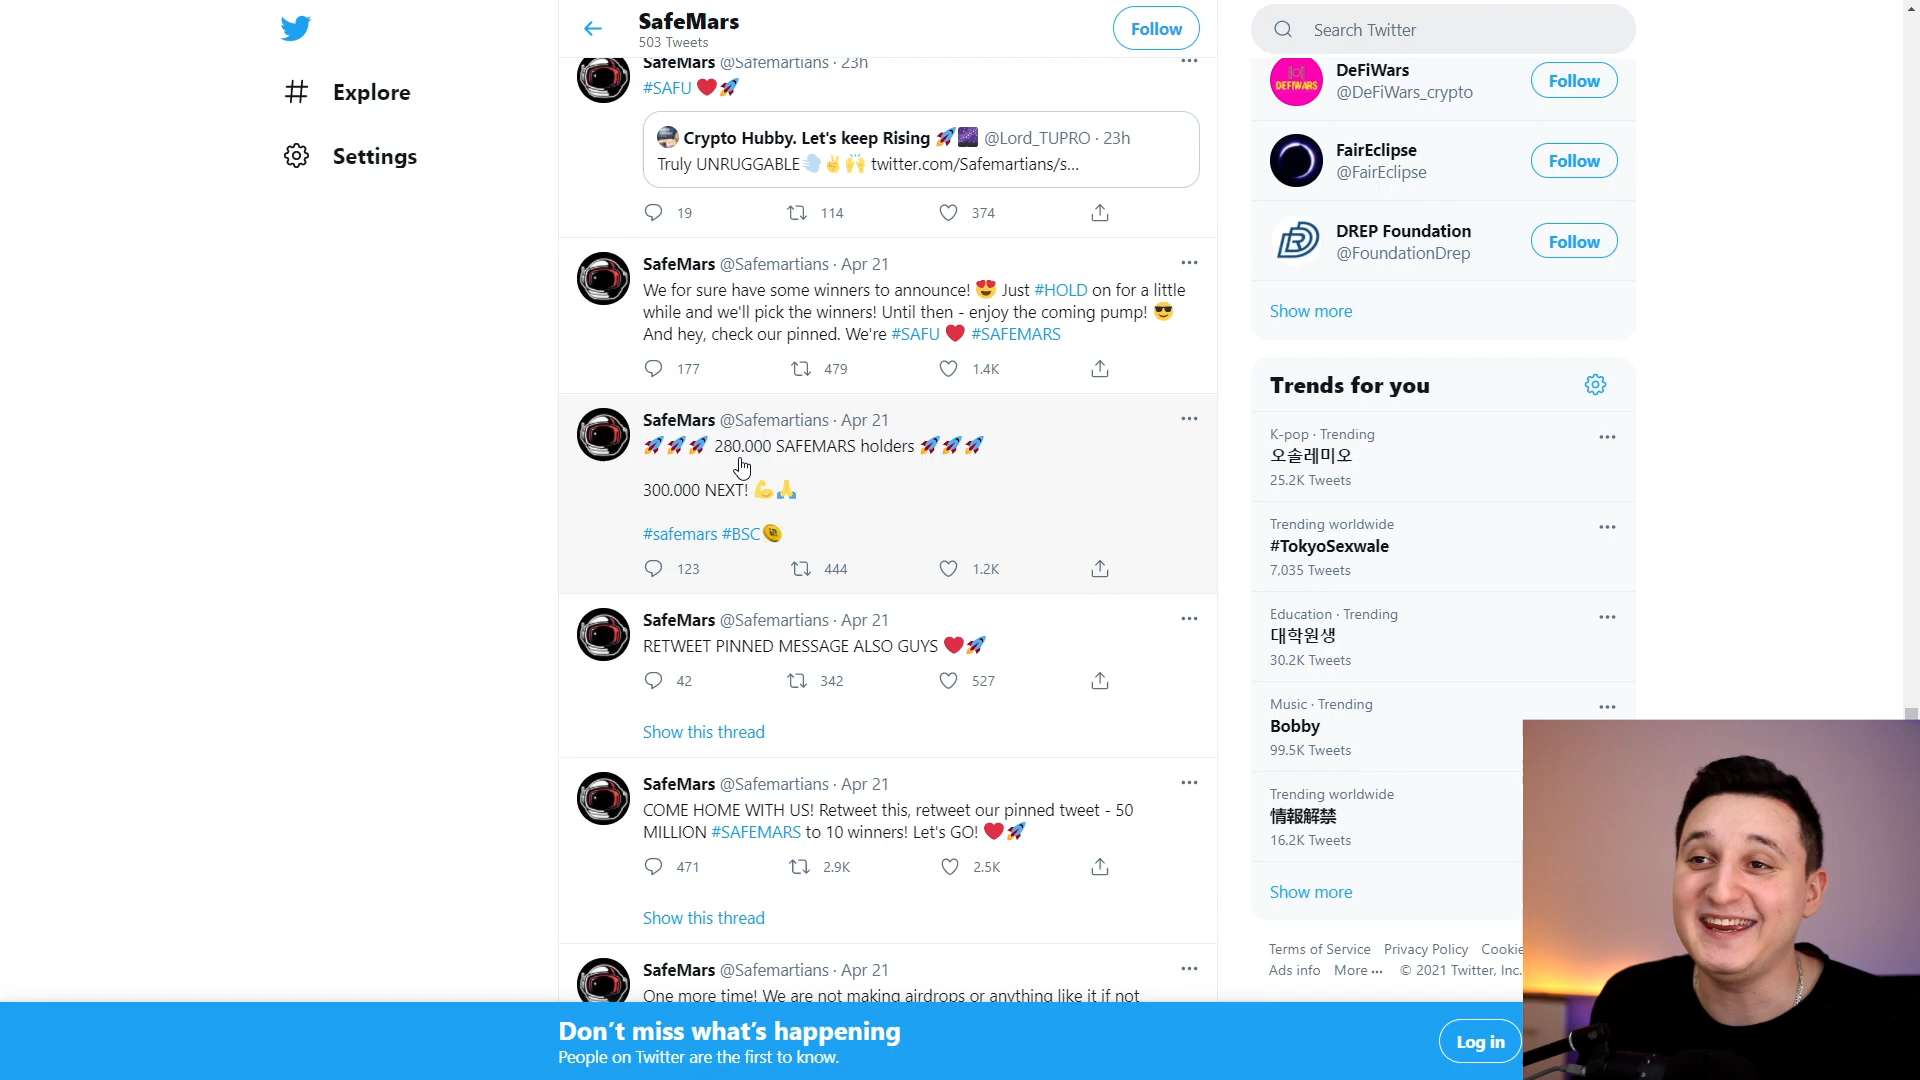 Explore
Settings
SafeMars
503 Tweets
Follow
SafeMars @Safemartians · 23h
#SAFU ❤️🚀
Crypto Hubby. Let's keep Rising 🚀🌌 @Lord_TUPRO · 23h
Truly UNRUGGABLE💨✌️🙌 twitter.com/Safemartians/s...
19 114 374
SafeMars @Safemartians · Apr 21
We for sure have some winners to announce! 😍 Just #HOLD on for a little
while and we'll pick the winners! Until then - enjoy the coming pump! 😎
And hey, check our pinned. We're #SAFU ❤️ #SAFEMARS
177 479 1.4K
SafeMars @Safemartians · Apr 21
🚀🚀🚀 280.000 SAFEMARS holders 🚀🚀🚀
300.000 NEXT! 💪🙏
#safemars #BSC
123 444 1.2K
SafeMars @Safemartians · Apr 21
RETWEET PINNED MESSAGE ALSO GUYS ❤️🚀
42 342 527
Show this thread
SafeMars @Safemartians · Apr 21
COME HOME WITH US! Retweet this, retweet our pinned tweet - 50
MILLION #SAFEMARS to 10 winners! Let's GO! ❤️🚀
471 2.9K 2.5K
Show this thread
SafeMars @Safemartians · Apr 21
One more time! We are not making airdrops or anything like it if not
Search Twitter
DEFIWARS
DeFiWars
@DeFiWars_crypto
Follow
FairEclipse
@FairEclipse
Follow
DREP Foundation
@FoundationDrep
Follow
Show more
Trends for you
K-pop · Trending
오솔레미오
25.2K Tweets
Trending worldwide
#TokyoSexwale
7,035 Tweets
Education · Trending
대학원생
30.2K Tweets
Music · Trending
Bobby
99.5K Tweets
Trending worldwide
情報解禁
16.2K Tweets
Show more
Terms of Service Privacy Policy Cookie
Ads info More ··· © 2021 Twitter, Inc.
Don't miss what's happening
People on Twitter are the first to know.
Log in